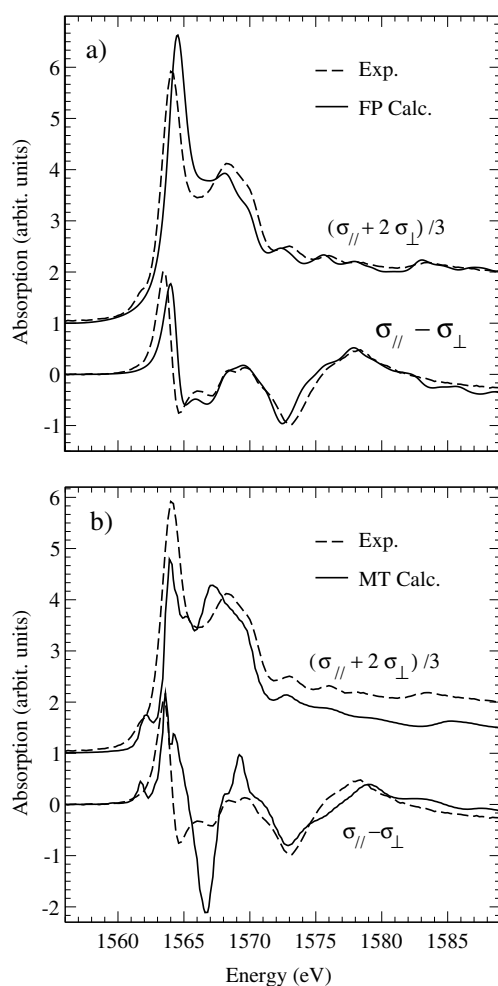 a)
Exp.
FP Calc.
(σ// + 2 σ⊥) /3
σ// − σ⊥
Absorption (arbit. units)
6
5
4
3
2
1
0
-1
b)
Exp.
MT Calc.
(σ// + 2 σ⊥) /3
σ// − σ⊥
Absorption (arbit. units)
6
5
4
3
2
1
0
-1
-2
1560 1565 1570 1575 1580 1585
Energy (eV)